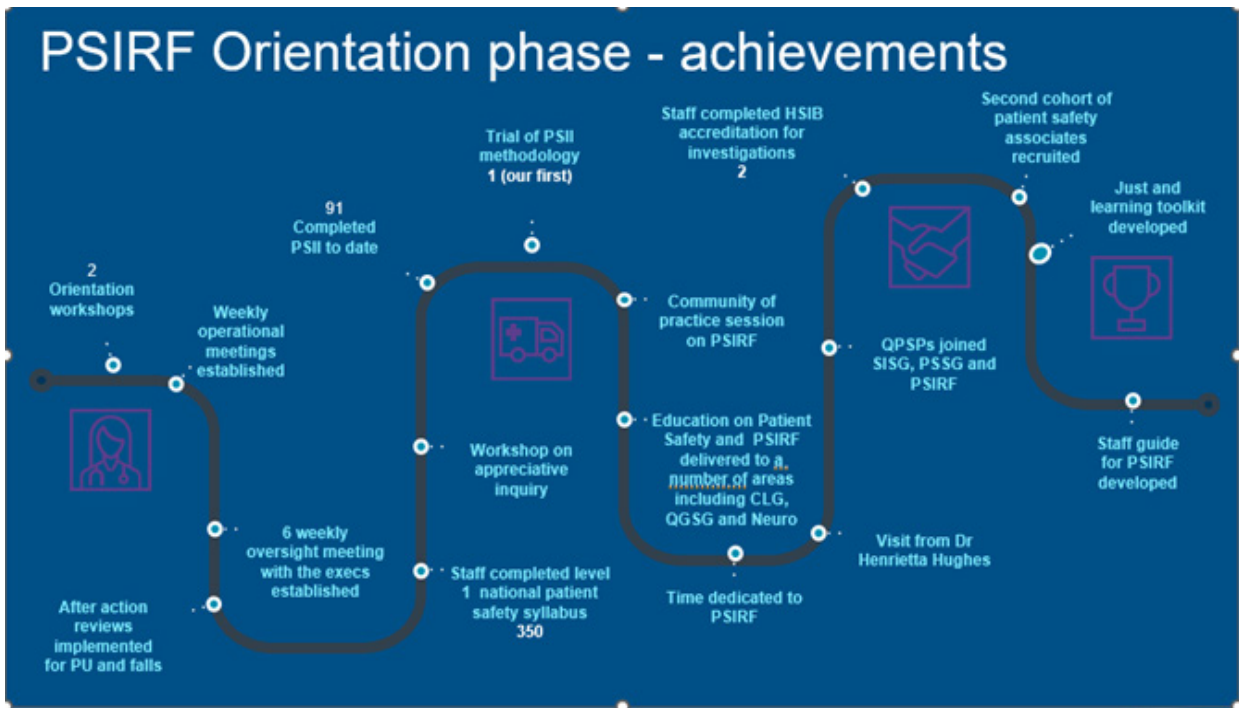 PSIRF Orientation phase - achievements
2
Orientation
workshops
Weekly
operational
meetings
established
6 weekly
oversight meeting
with the execs
established
After action
reviews
implemented
for PU and falls
Staff completed level
1 national patient
safety syllabus
350
Workshop on
appreciative
inquiry
91
Completed
PSII to date
Trial of PSII
methodology
1 (our first)
Community of
practice session
on PSIRF
Education on Patient
Safety and PSIRF
delivered to a
number of areas
including CLG,
QGSG and Neuro
Time dedicated to
PSIRF
Visit from Dr
Henrietta Hughes
QPSPs joined
SISG, PSSG and
PSIRF
Staff completed HSIB
accreditation for
investigations
2
Second cohort of
patient safety
associates
recruited
Just and
learning toolkit
developed
Staff guide
for PSIRF
developed